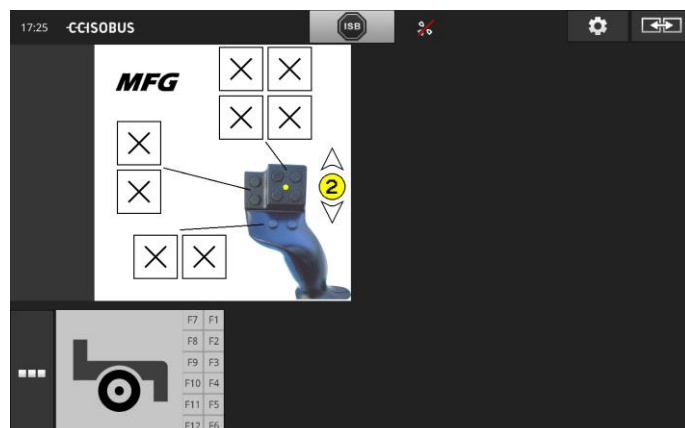 17:25 CCISOBUS
ISB
MFG
2
F7 F1
F8 F2
F9 F3
F10 F4
F11 F5
F12 F6